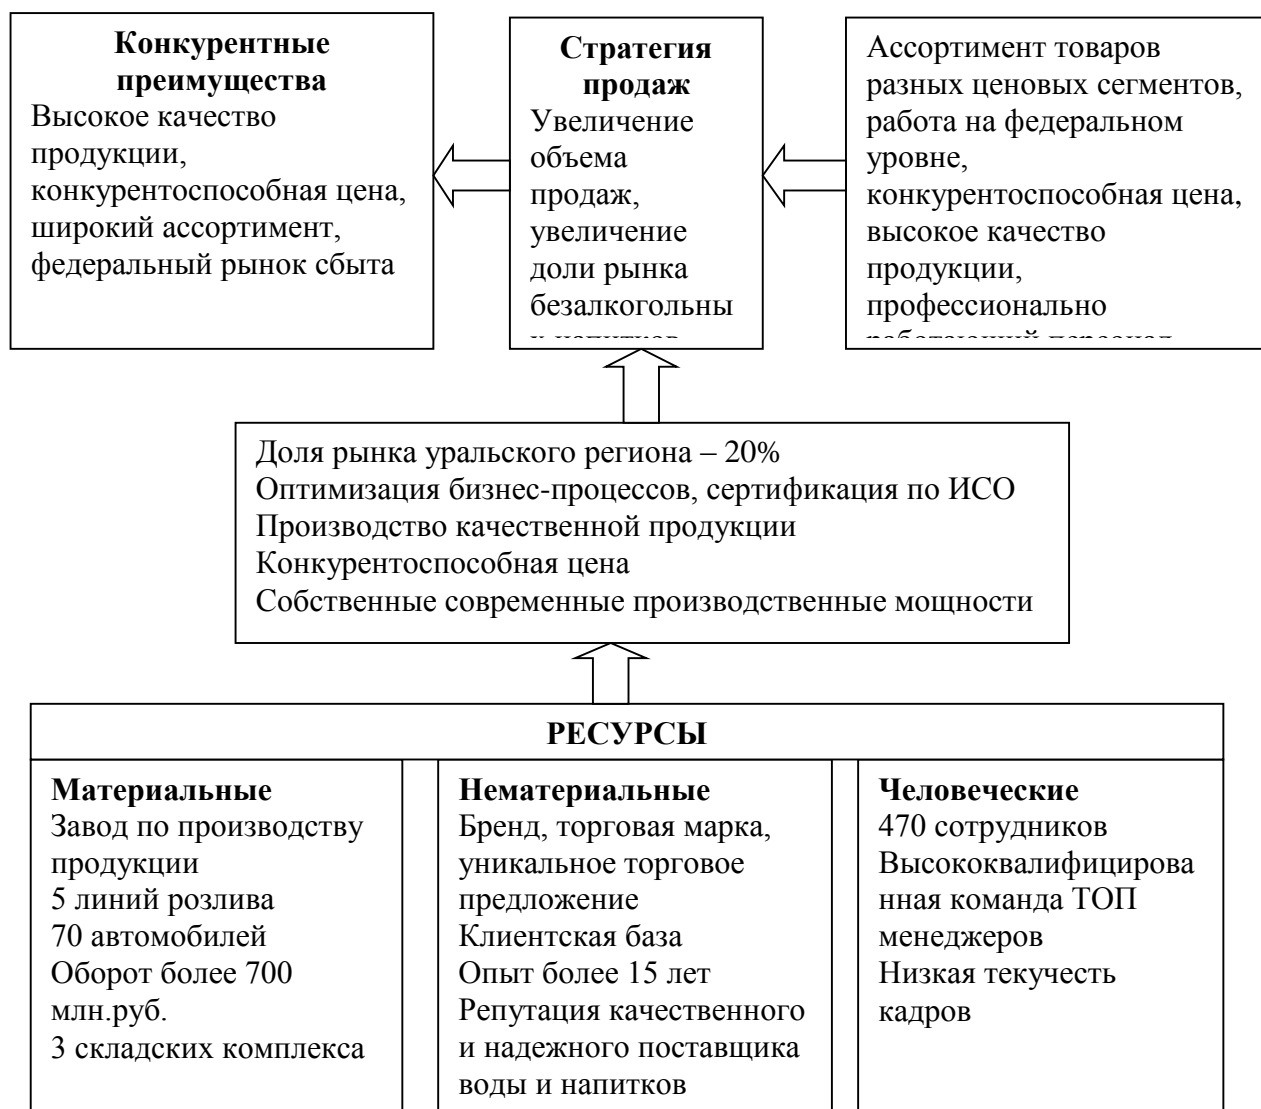 Конкурентные
преимущества
Высокое качество
продукции,
конкурентоспособная цена,
широкий ассортимент,
федеральный рынок сбыта
Стратегия
продаж
Увеличение
объема
продаж,
увеличение
доли рынка
безалкогольны
х напитков
Ассортимент товаров
разных ценовых сегментов,
работа на федеральном
уровне,
конкурентоспособная цена,
высокое качество
продукции,
профессионально
работающий персонал
Доля рынка уральского региона – 20%
Оптимизация бизнес-процессов, сертификация по ИСО
Производство качественной продукции
Конкурентоспособная цена
Собственные современные производственные мощности
РЕСУРСЫ
Материальные
Завод по производству
продукции
5 линий розлива
70 автомобилей
Оборот более 700
млн.руб.
3 складских комплекса
Нематериальные
Бренд, торговая марка,
уникальное торговое
предложение
Клиентская база
Опыт более 15 лет
Репутация качественного
и надежного поставщика
воды и напитков
Человеческие
470 сотрудников
Высококвалифицирова
нная команда ТОП
менеджеров
Низкая текучесть
кадров